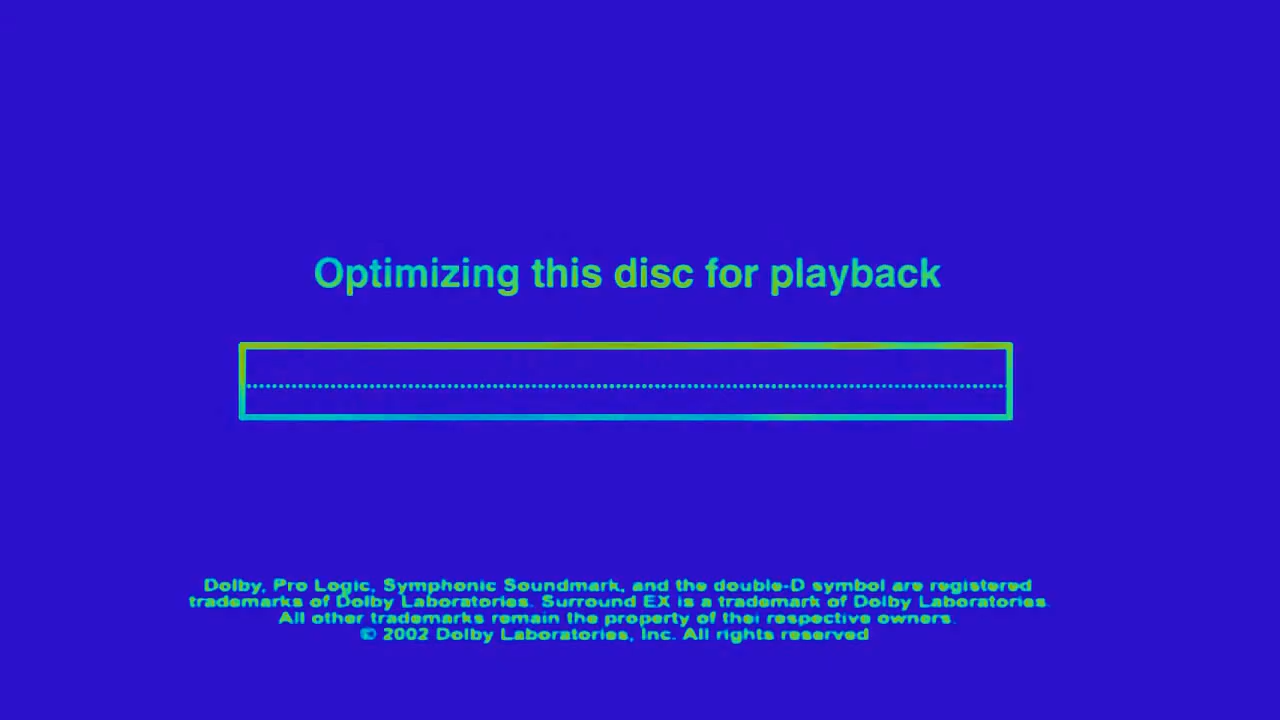 Optimizing this disc for playback
Dolby, Pro Logic, Symphonic Soundmark, and the double-D symbol are registered
trademarks of Dolby Laboratories. Surround EX is a trademark of Dolby Laboratories.
All other trademarks remain the property of thei respective owners.
© 2002 Dolby Laboratories, Inc. All rights reserved